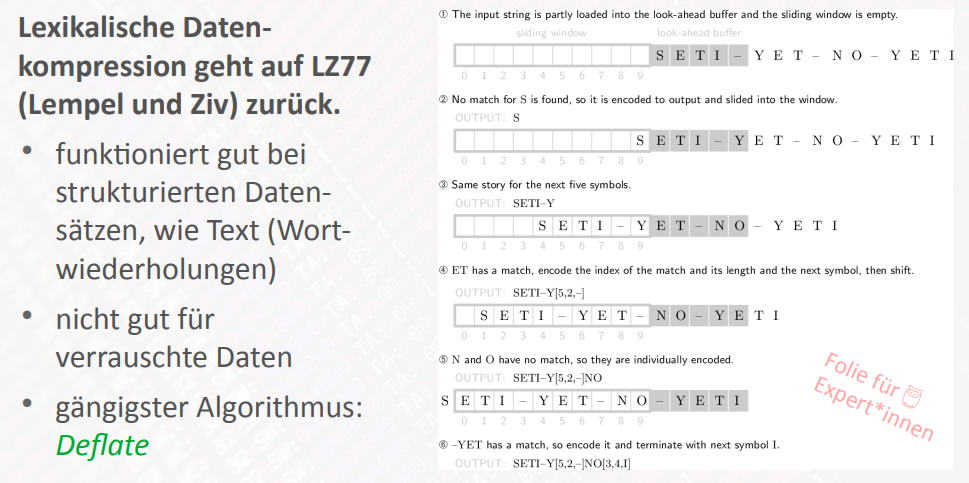 Lexikalische Daten-
kompression geht auf LZ77
(Lempel und Ziv) zurück.
• funktioniert gut bei
strukturierten Daten-
sätzen, wie Text (Wort-
wiederholungen)
• nicht gut für
verrauschte Daten
• gängigster Algorithmus:
Deflate
① The input string is partly loaded into the look-ahead buffer and the sliding window is empty.
sliding window look-ahead buffer
S E T I – Y E T – N O – Y E T I
0 1 2 3 4 5 6 7 8 9
② No match for S is found, so it is encoded to output and slided into the window.
OUTPUT: S
S E T I – Y E T – N O – Y E T I
0 1 2 3 4 5 6 7 8 9
③ Same story for the next five symbols.
OUTPUT: SETI–Y
S E T I – Y E T – N O – Y E T I
0 1 2 3 4 5 6 7 8 9
④ ET has a match, encode the index of the match and its length and the next symbol, then shift.
OUTPUT: SETI–Y[5,2,–]
S E T I – Y E T – N O – Y E T I
0 1 2 3 4 5 6 7 8 9
⑤ N and O have no match, so they are individually encoded.
OUTPUT: SETI–Y[5,2,–]NO
S E T I – Y E T – N O – Y E T I
0 1 2 3 4 5 6 7 8 9
⑥ –YET has a match, so encode it and terminate with next symbol I.
OUTPUT: SETI–Y[5,2,–]NO[3,4,I]
Folie für
Expert*innen